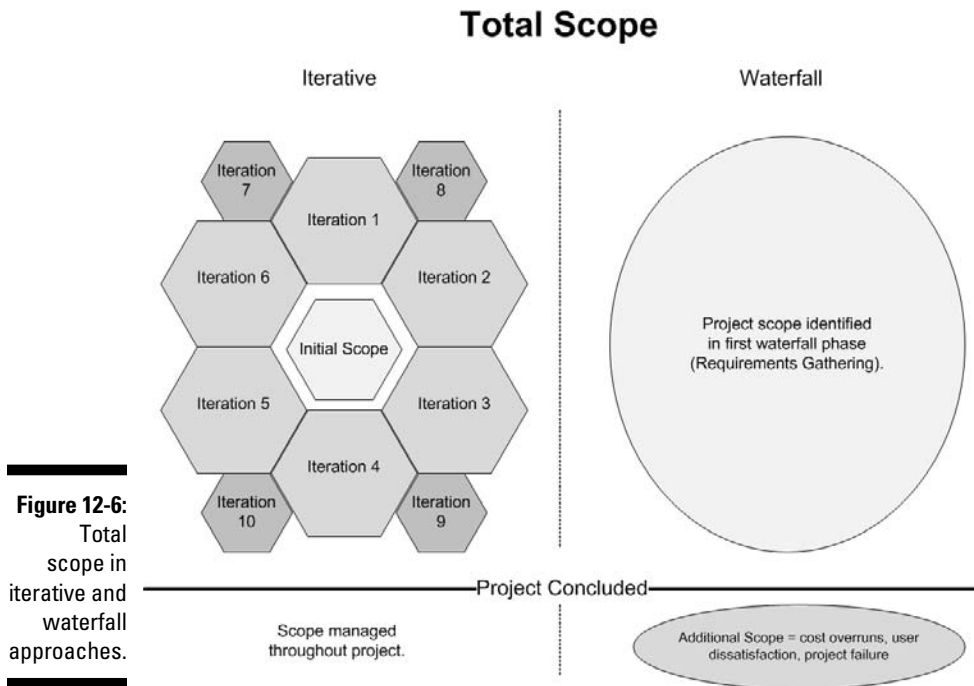 Total Scope
Iterative
Waterfall
Iteration
7
Iteration
8
Iteration 1
Iteration 6
Iteration 2
Initial Scope
Iteration 5
Iteration 3
Iteration 4
Iteration
10
Iteration
9
Project scope identified
in first waterfall phase
(Requirements Gathering).
Project Concluded
Scope managed
throughout project.
Additional Scope = cost overruns, user
dissatisfaction, project failure
Figure 12-6:
Total
scope in
iterative and
waterfall
approaches.